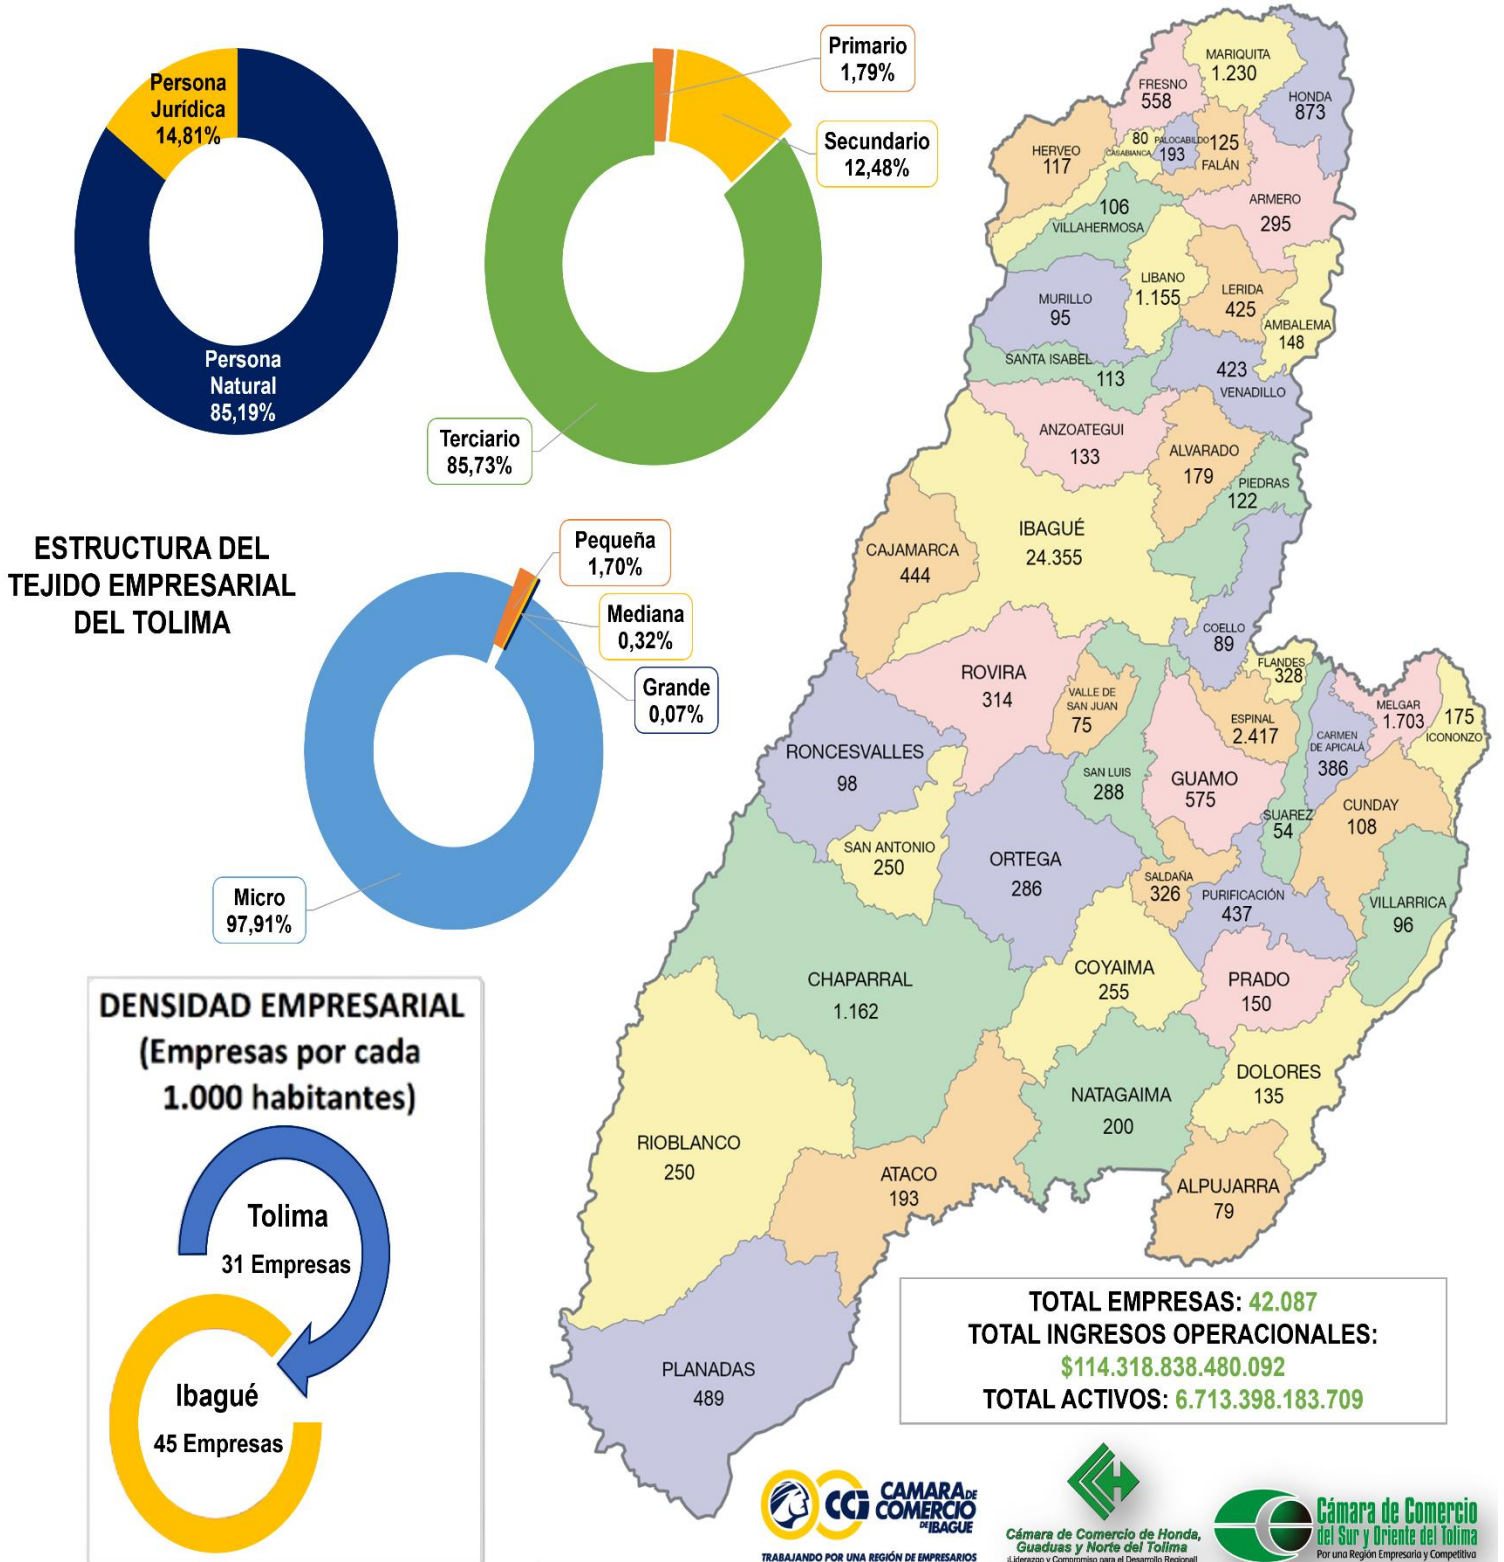 Persona
Jurídica
14,81%
Persona
Natural
85,19%
Primario
1,79%
Secundario
12,48%
Terciario
85,73%
ESTRUCTURA DEL
TEJIDO EMPRESARIAL
DEL TOLIMA
Pequeña
1,70%
Mediana
0,32%
Grande
0,07%
Micro
97,91%
DENSIDAD EMPRESARIAL
(Empresas por cada
1.000 habitantes)
Tolima
31 Empresas
Ibagué
45 Empresas
MARIQUITA
1.230
FRESNO
558
HONDA
873
HERVEO
117
80
CASABIANCA
PALOCABILDO
193
125
FALÁN
ARMERO
295
106
VILLAHERMOSA
LIBANO
1.155
LERIDA
425
MURILLO
95
AMBALEMA
148
SANTA ISABEL
113
423
VENADILLO
ANZOATEGUI
133
ALVARADO
179
PIEDRAS
122
IBAGUÉ
24.355
CAJAMARCA
444
COELLO
89
ROVIRA
314
VALLE DE
SAN JUAN
75
FLANDES
328
ESPINAL
2.417
MELGAR
1.703
175
ICONONZO
CARMEN
DE APICALÁ
386
RONCESVALLES
98
SAN LUIS
288
GUAMO
575
SUAREZ
54
CUNDAY
108
SAN ANTONIO
250
ORTEGA
286
SALDAÑA
326
PURIFICACIÓN
437
VILLARRICA
96
CHAPARRAL
1.162
COYAIMA
255
PRADO
150
DOLORES
135
NATAGAIMA
200
RIOBLANCO
250
ATACO
193
ALPUJARRA
79
PLANADAS
489
TOTAL EMPRESAS: 42.087
TOTAL INGRESOS OPERACIONALES:
$114.318.838.480.092
TOTAL ACTIVOS: 6.713.398.183.709
CCI
CAMARA DE
COMERCIO
DE IBAGUE
TRABAJANDO POR UNA REGIÓN DE EMPRESARIOS
Cámara de Comercio de Honda,
Guaduas y Norte del Tolima
¡Liderazgo y Compromiso para el Desarrollo Regional!
Cámara de Comercio
del Sur y Oriente del Tolima
Por una Región Empresaria y Competitiva